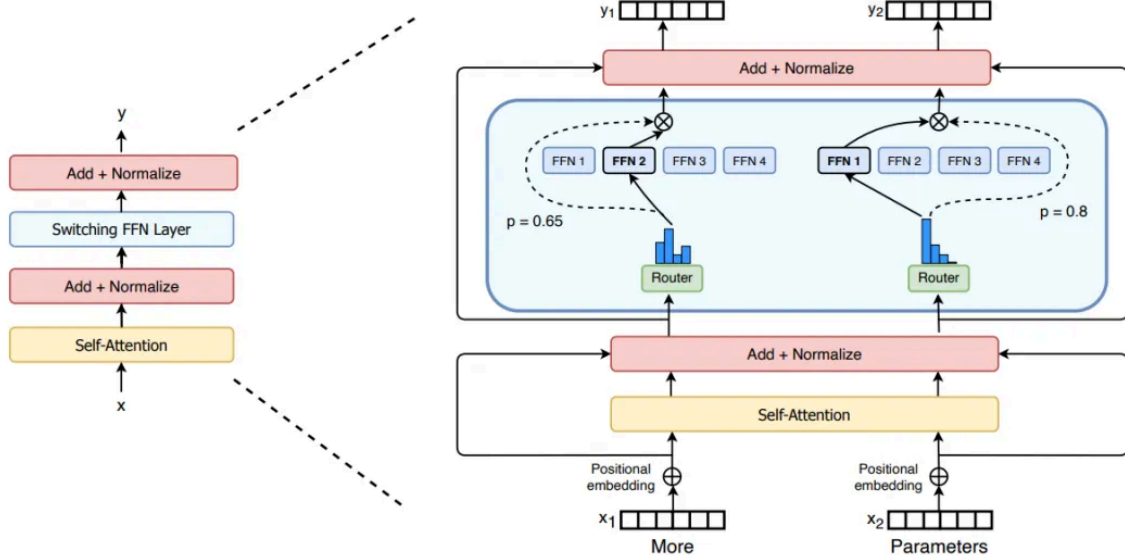 y
Add + Normalize
Switching FFN Layer
Add + Normalize
Self-Attention
x
y1 y2
Add + Normalize
FFN 1 FFN 2 FFN 3 FFN 4 FFN 1 FFN 2 FFN 3 FFN 4
p = 0.65 p = 0.8
Router Router
Add + Normalize
Self-Attention
Positional Positional
embedding embedding
x1 x2
More Parameters